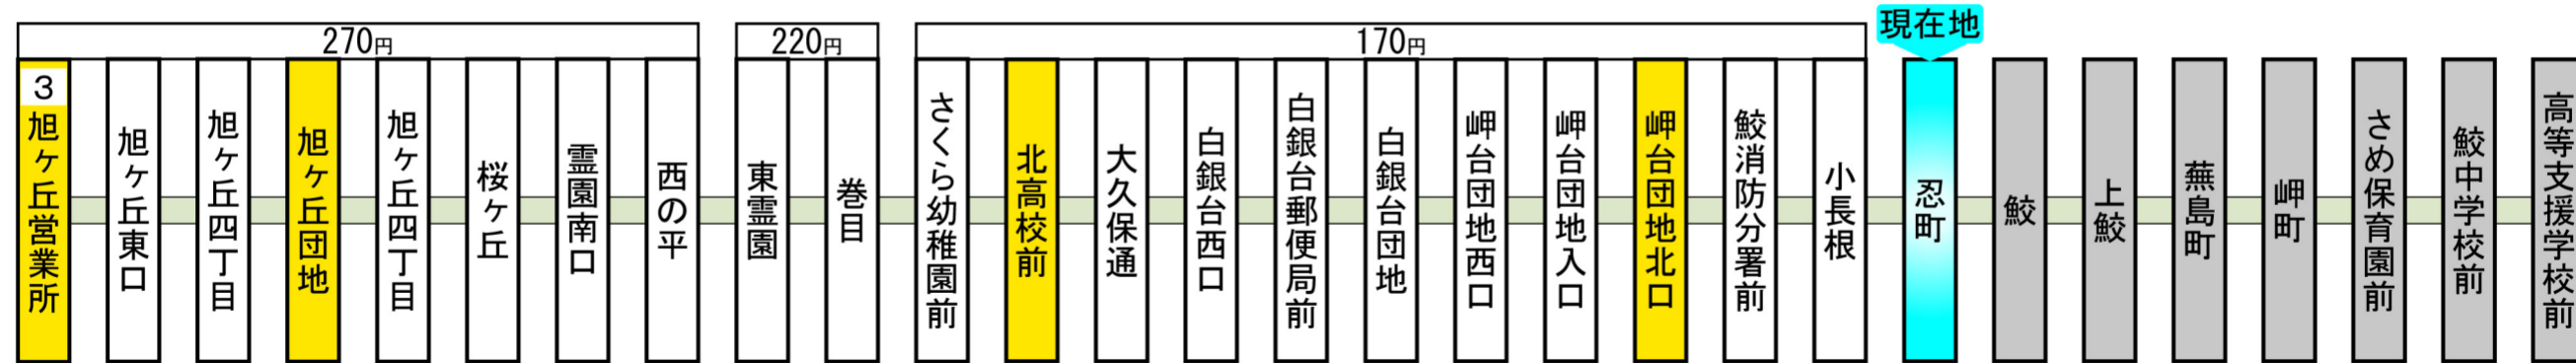 270円
220円
170円
現在地
3
旭ヶ丘営業所
旭ヶ丘東口
旭ヶ丘四丁目
旭ヶ丘団地
旭ヶ丘四丁目
桜ヶ丘
霊園南口
西の平
東霊園
巻目
さくら幼稚園前
北高校前
大久保通
白銀台西口
白銀台郵便局前
白銀台団地
岬台団地西口
岬台団地入口
岬台団地北口
鮫消防分署前
小長根
忍町
鮫
上鮫
蕪島町
岬町
さめ保育園前
鮫中学校前
高等支援学校前